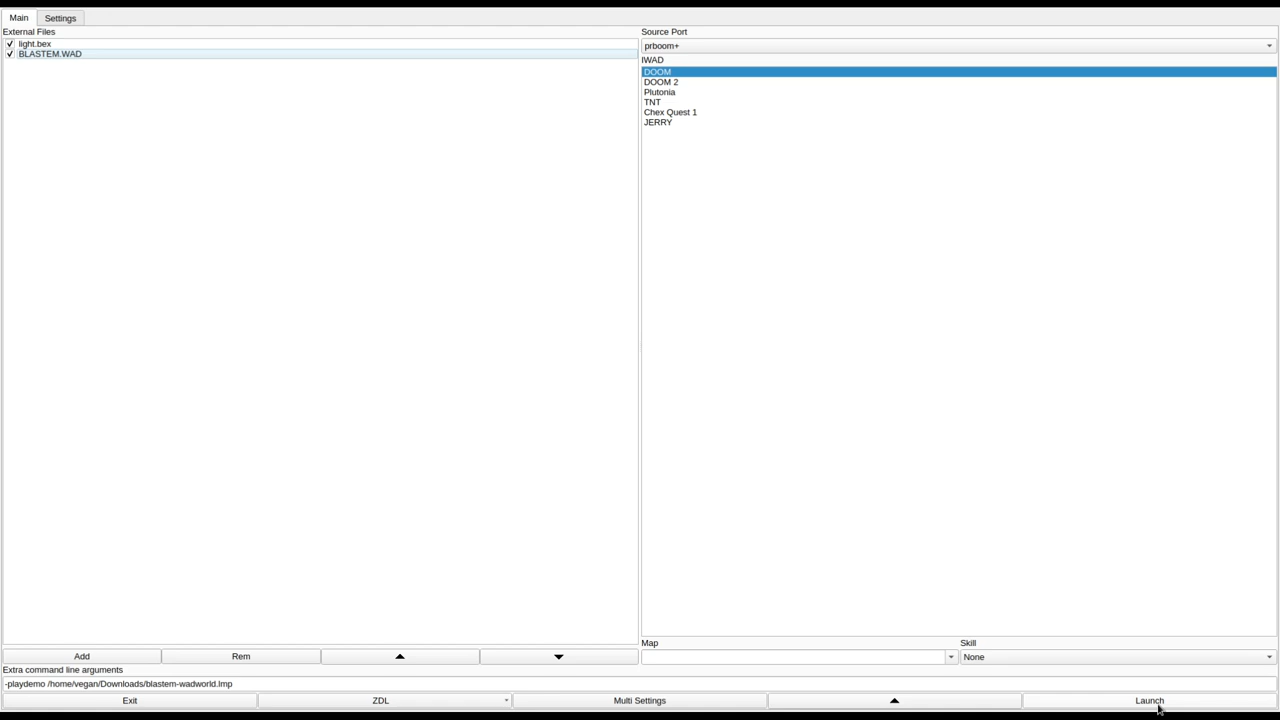 Main Settings
External Files
light.bex
BLASTEM.WAD
Source Port
prboom+
IWAD
DOOM
DOOM 2
Plutonia
TNT
Chex Quest 1
JERRY
Map Skill
None
Add Rem
Extra command line arguments
-playdemo /home/vegan/Downloads/blastem-wadworld.lmp
Exit ZDL Multi Settings Launch